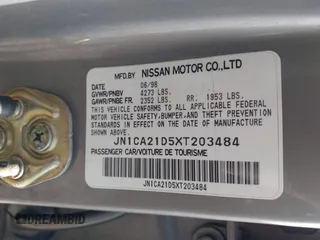 MFD.BY NISSAN MOTOR CO.,LTD
DATE 06/98
GVWR/PNBV 4273 LBS.
GAWR/PNBE FR. 2352 LBS. RR. 1953 LBS.
THIS VEHICLE CONFORMS TO ALL APPLICABLE FEDERAL
MOTOR VEHICLE SAFETY,BUMPER,AND THEFT PREVENTION
STANDARDS IN EFFECT ON THE DATE OF MANUFACTURE
SHOWN ABOVE.
JN1CA21D5XT203484
PASSENGER CAR/VOITURE DE TOURISME
JN1CA21D5XT203484
IDREAMBID